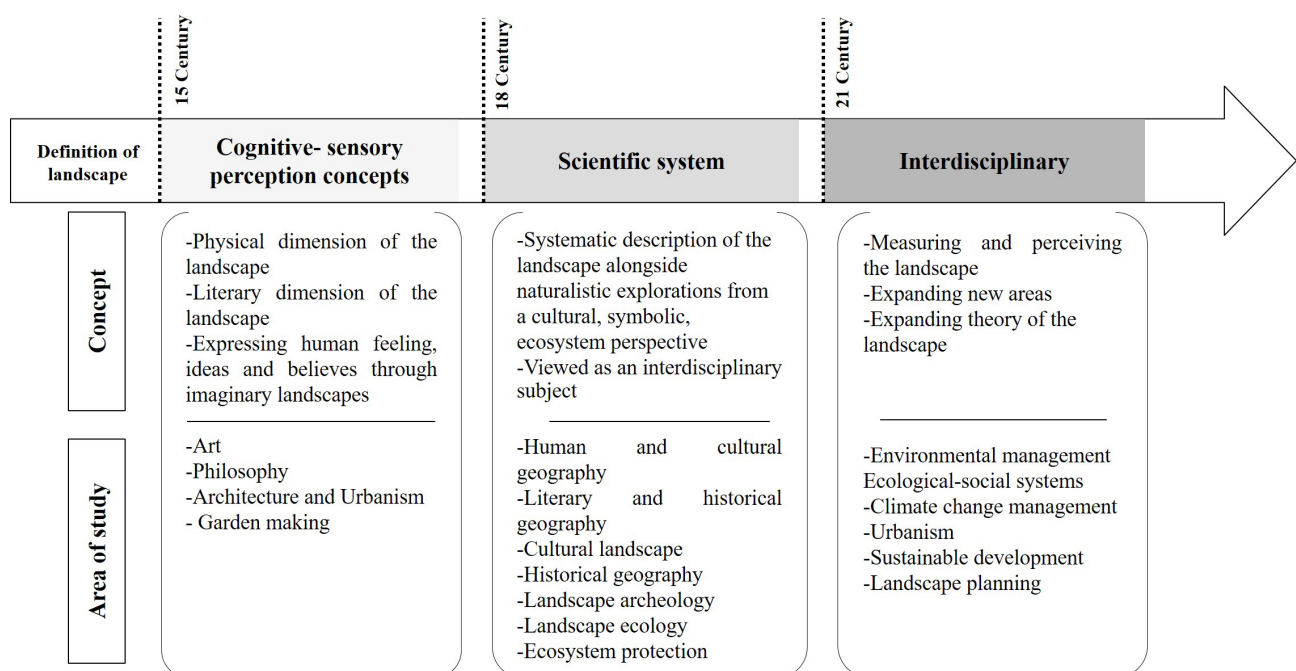 15 Century
18 Century
21 Century
Definition of
landscape
Cognitive- sensory
perception concepts
Scientific system
Interdisciplinary
Concept
-Physical dimension of the
landscape
-Literary dimension of the
landscape
-Expressing human feeling,
ideas and believes through
imaginary landscapes
-Systematic description of the
landscape alongside
naturalistic explorations from
a cultural, symbolic,
ecosystem perspective
-Viewed as an interdisciplinary
subject
-Measuring and perceiving
the landscape
-Expanding new areas
-Expanding theory of the
landscape
Area of study
-Art
-Philosophy
-Architecture and Urbanism
- Garden making
-Human and cultural
geography
-Literary and historical
geography
-Cultural landscape
-Historical geography
-Landscape archeology
-Landscape ecology
-Ecosystem protection
-Environmental management
Ecological-social systems
-Climate change management
-Urbanism
-Sustainable development
-Landscape planning